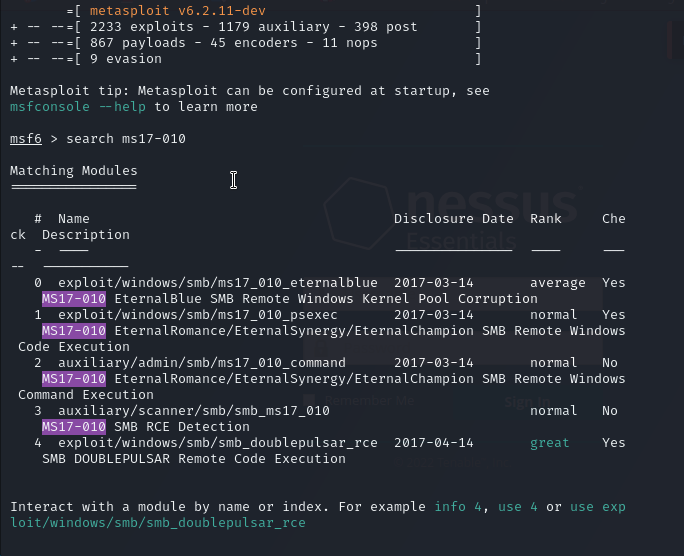 =[ metasploit v6.2.11-dev ]
+ -- --=[ 2233 exploits - 1179 auxiliary - 398 post ]
+ -- --=[ 867 payloads - 45 encoders - 11 nops ]
+ -- --=[ 9 evasion ]
Metasploit tip: Metasploit can be configured at startup, see
msfconsole --help to learn more
msf6 > search ms17-010
Matching Modules
================
# Name Disclosure Date Rank Che
ck Description
- ---- --------------- ---- ---
-- -----------
0 exploit/windows/smb/ms17_010_eternalblue 2017-03-14 average Yes
MS17-010 EternalBlue SMB Remote Windows Kernel Pool Corruption
1 exploit/windows/smb/ms17_010_psexec 2017-03-14 normal Yes
MS17-010 EternalRomance/EternalSynergy/EternalChampion SMB Remote Windows
Code Execution
2 auxiliary/admin/smb/ms17_010_command 2017-03-14 normal No
MS17-010 EternalRomance/EternalSynergy/EternalChampion SMB Remote Windows
Command Execution
3 auxiliary/scanner/smb/smb_ms17_010 normal No
MS17-010 SMB RCE Detection
4 exploit/windows/smb/smb_doublepulsar_rce 2017-04-14 great Yes
SMB DOUBLEPULSAR Remote Code Execution
Interact with a module by name or index. For example info 4, use 4 or use exp
loit/windows/smb/smb_doublepulsar_rce
nessus
Essentials
Remember Me
Sign In